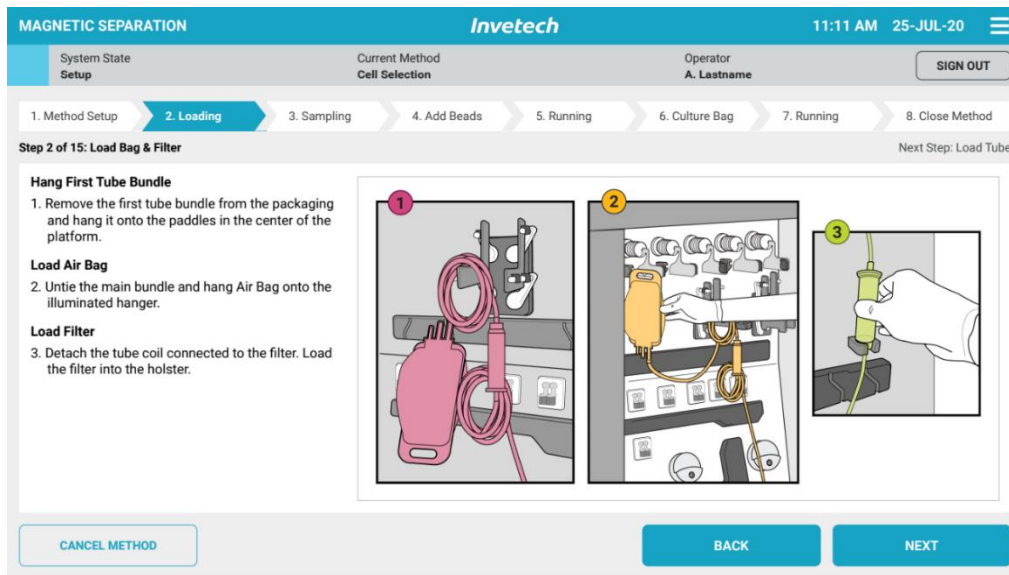 MAGNETIC SEPARATION
Invetech
11:11 AM 25-JUL-20
System State
Setup
Current Method
Cell Selection
Operator
A. Lastname
SIGN OUT
1. Method Setup
2. Loading
3. Sampling
4. Add Beads
5. Running
6. Culture Bag
7. Running
8. Close Method
Step 2 of 15: Load Bag & Filter
Next Step: Load Tube
Hang First Tube Bundle
1. Remove the first tube bundle from the packaging
and hang it onto the paddles in the center of the
platform.
Load Air Bag
2. Untie the main bundle and hang Air Bag onto the
illuminated hanger.
Load Filter
3. Detach the tube coil connected to the filter. Load
the filter into the holster.
1
2
3
CANCEL METHOD
BACK
NEXT